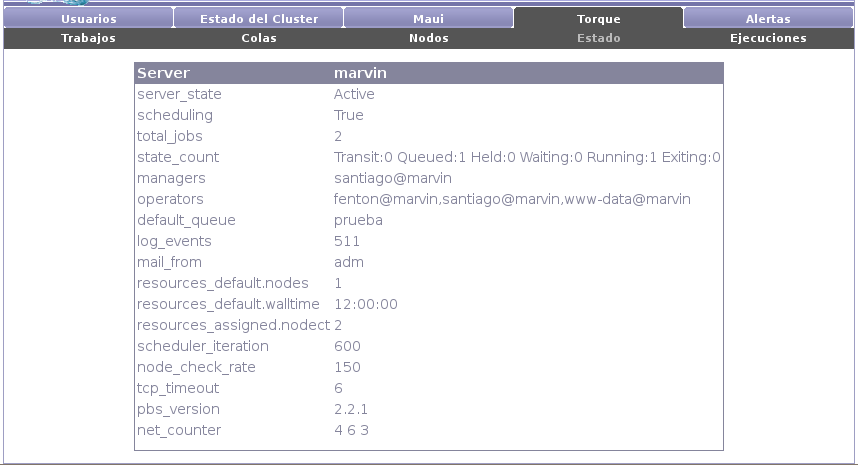 Usuarios Estado del Cluster Maui Torque Alertas
Trabajos Colas Nodos Estado Ejecuciones
Server marvin
server_state Active
scheduling True
total_jobs 2
state_count Transit:0 Queued:1 Held:0 Waiting:0 Running:1 Exiting:0
managers santiago@marvin
operators fenton@marvin,santiago@marvin,www-data@marvin
default_queue prueba
log_events 511
mail_from adm
resources_default.nodes 1
resources_default.walltime 12:00:00
resources_assigned.nodect 2
scheduler_iteration 600
node_check_rate 150
tcp_timeout 6
pbs_version 2.2.1
net_counter 4 6 3